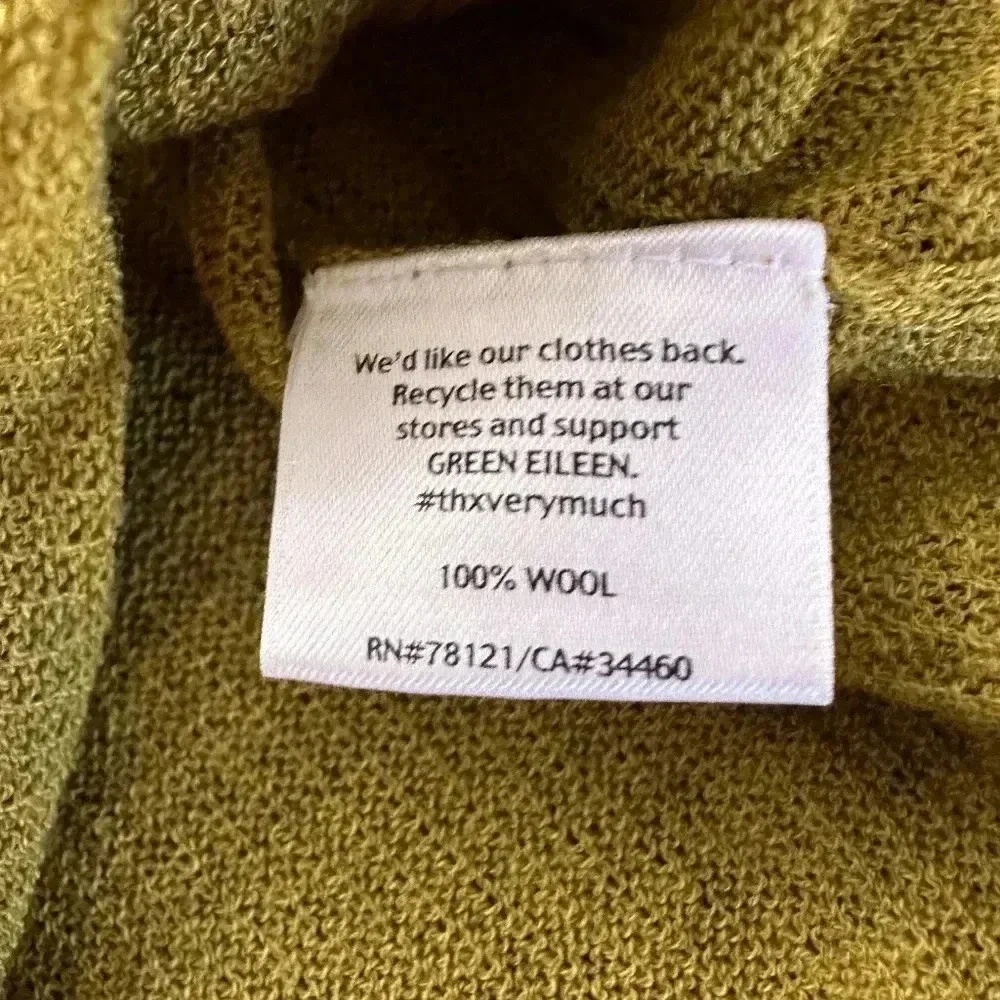 We'd like our clothes back.
Recycle them at our
stores and support
GREEN EILEEN.
#thxverymuch
100% WOOL
RN#78121/CA#34460